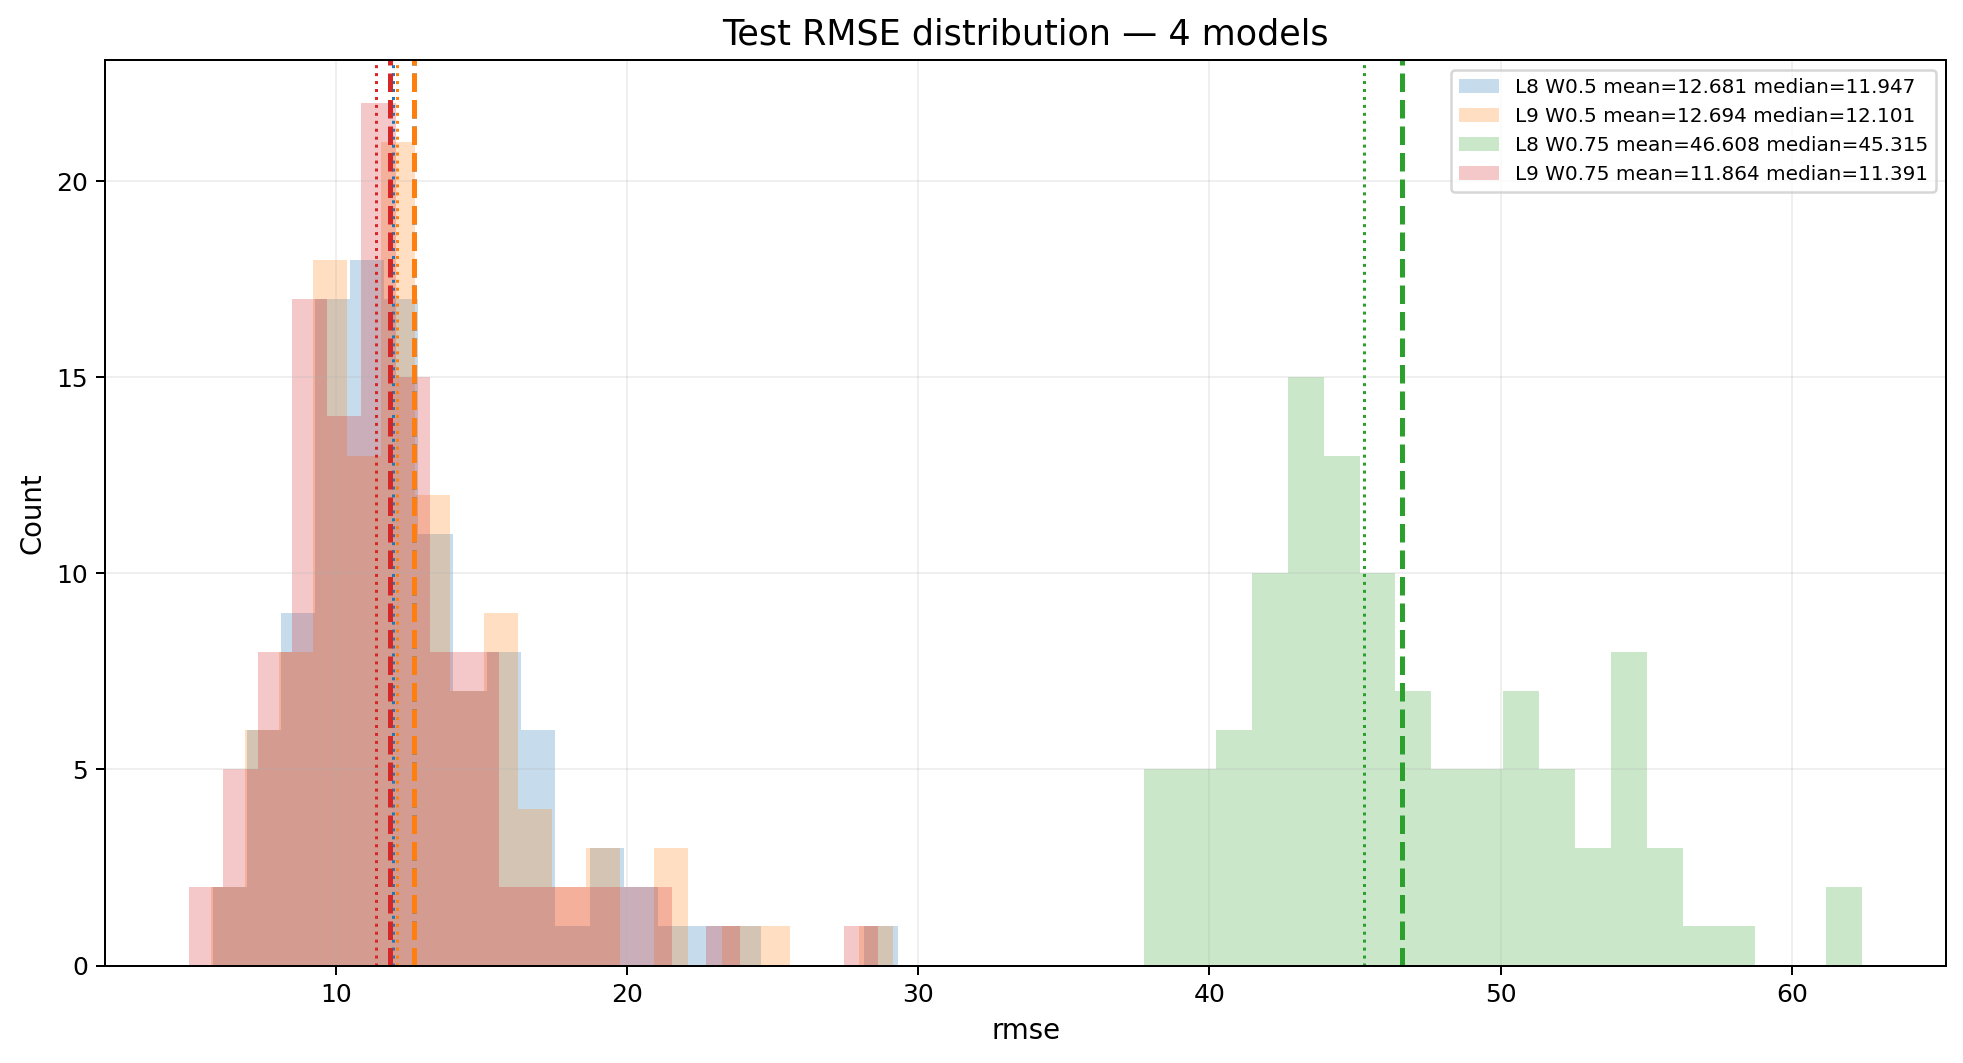 Test RMSE distribution — 4 models
L8 W0.5 mean=12.681 median=11.947
L9 W0.5 mean=12.694 median=12.101
L8 W0.75 mean=46.608 median=45.315
L9 W0.75 mean=11.864 median=11.391
Count
20
15
10
5
0
10 20 30 40 50 60
rmse